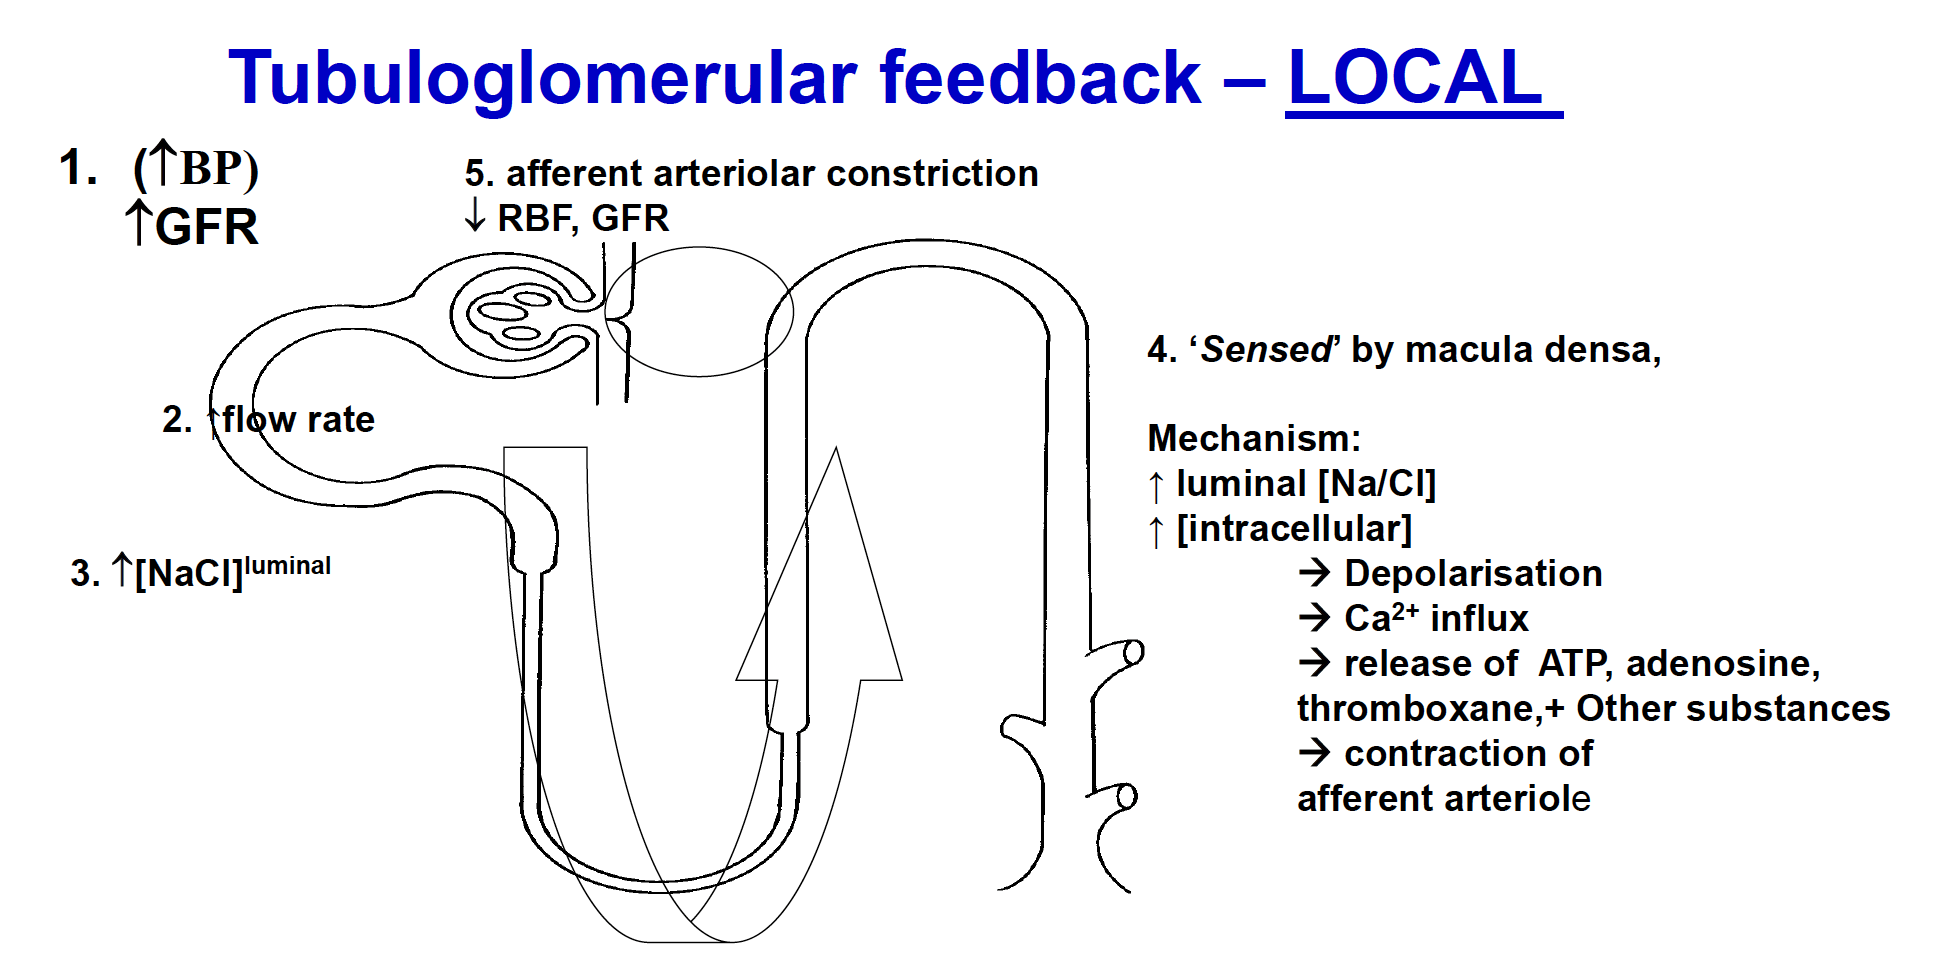 Tubuloglomerular feedback – LOCAL
1. (↑BP)
↑GFR
5. afferent arteriolar constriction
↓ RBF, GFR
2. ↑flow rate
3. ↑[NaCl]luminal
4. ‘Sensed’ by macula densa,
Mechanism:
↑ luminal [Na/Cl]
↑ [intracellular]
→ Depolarisation
→ Ca2+ influx
→ release of ATP, adenosine,
thromboxane,+ Other substances
→ contraction of
afferent arteriole